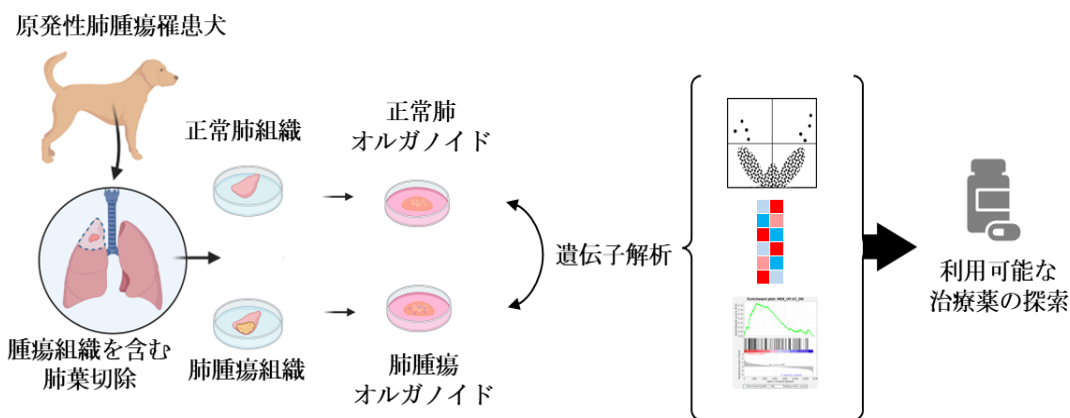 原発性肺腫瘍罹患犬
正常肺組織
正常肺
オルガノイド
腫瘍組織を含む
肺葉切除
肺腫瘍組織
肺腫瘍
オルガノイド
遺伝子解析
利用可能な
治療薬の探索